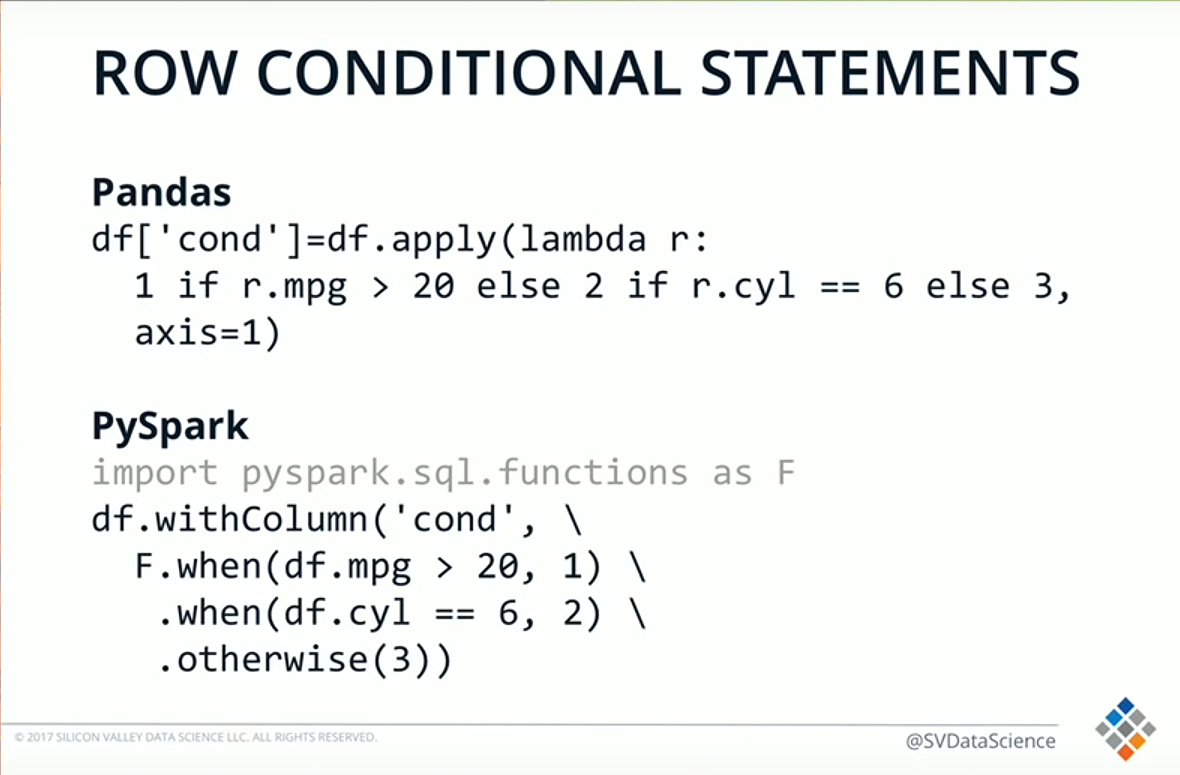 ROW CONDITIONAL STATEMENTS
Pandas
df['cond']=df.apply(lambda r:
1 if r.mpg > 20 else 2 if r.cyl == 6 else 3,
axis=1)
PySpark
import pyspark.sql.functions as F
df.withColumn('cond', \
F.when(df.mpg > 20, 1) \
.when(df.cyl == 6, 2) \
.otherwise(3))
© 2017 SILICON VALLEY DATA SCIENCE LLC. ALL RIGHTS RESERVED.
@SVDataScience